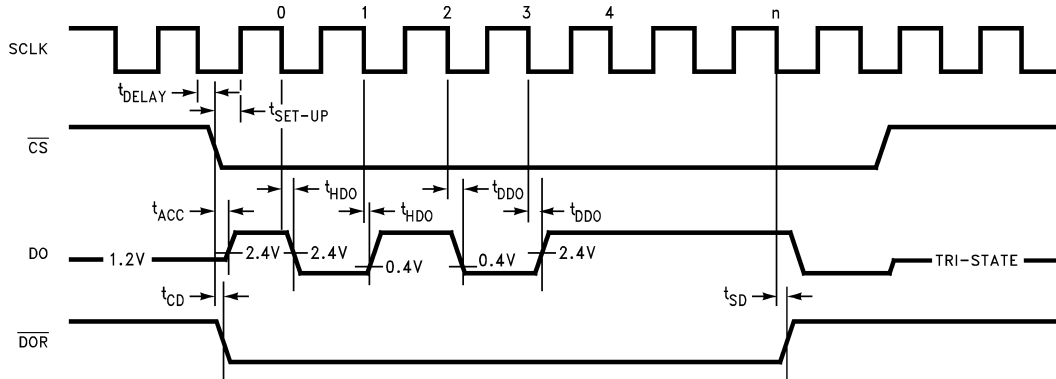 0 1 2 3 4 n
SCLK
tDELAY
tSET-UP
CS
tHDO
tDDO
tACC
tHDO
tDDO
DO
1.2V
2.4V
2.4V
0.4V
0.4V
2.4V
TRI-STATE
tCD
tSD
DOR